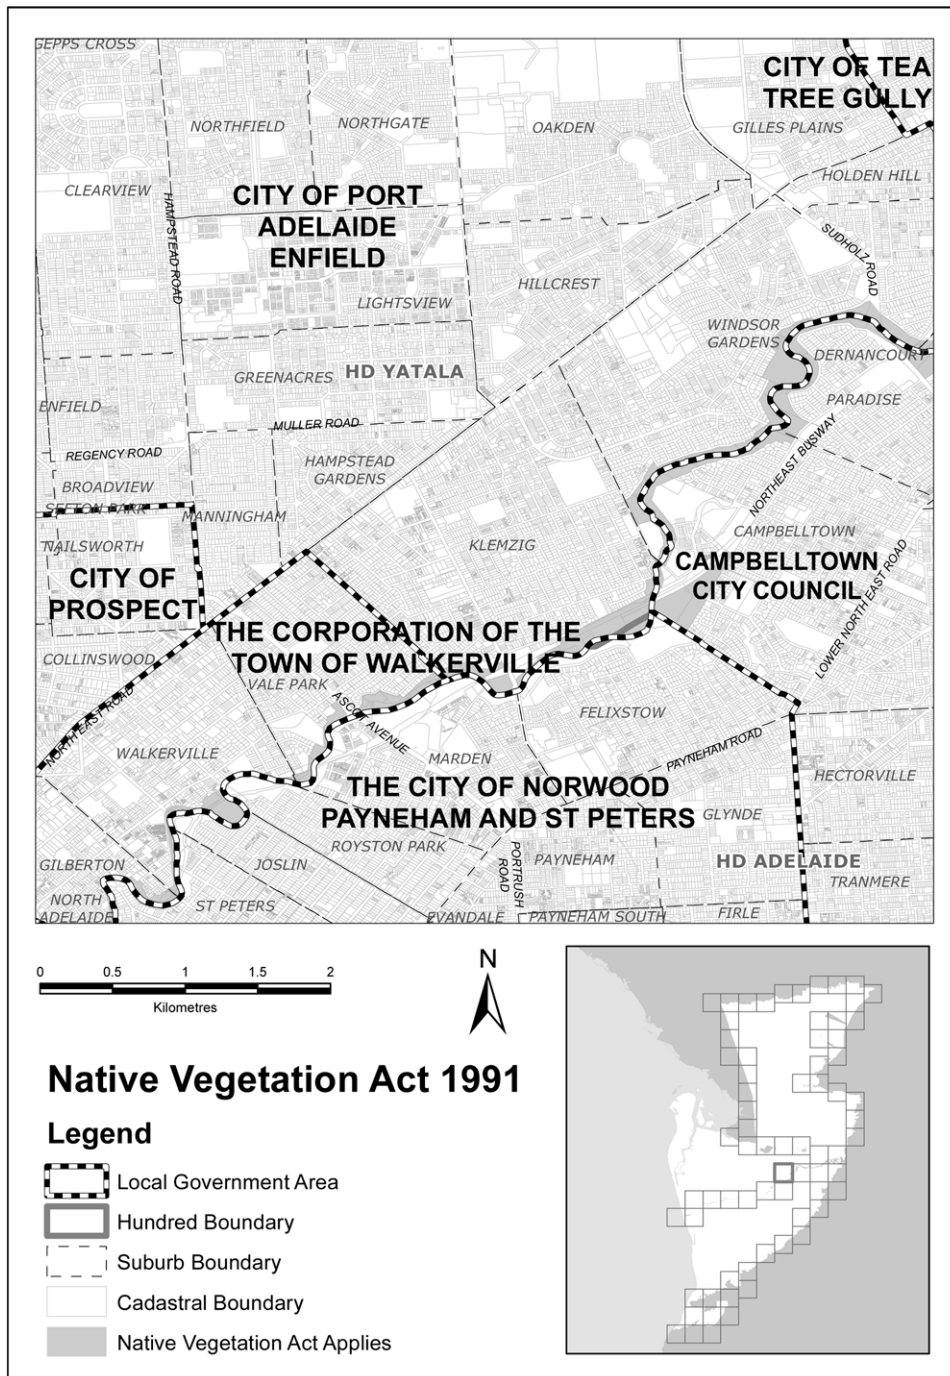 GEPPS CROSS
CITY OF TEA
TREE GULLY
NORTHFIELD
NORTHGATE
OAKDEN
GILLES PLAINS
CLEARVIEW
HOLDEN HILL
HAMPSTEAD ROAD
CITY OF PORT
ADELAIDE
ENFIELD
SUDHOLZ ROAD
HILLCREST
LIGHTSVIEW
WINDSOR
GARDENS
DERNANCOURT
GREENACRES
HD YATALA
PARADISE
ENFIELD
MULLER ROAD
NORTHEAST BUSWAY
REGENCY ROAD
HAMPSTEAD
GARDENS
BROADVIEW
SEFTON PARK
MANNINGHAM
CAMPBELLTOWN
NAILSWORTH
KLEMZIG
CAMPBELLTOWN
CITY COUNCIL
CITY OF
PROSPECT
LOWER NORTH EAST ROAD
THE CORPORATION OF THE
TOWN OF WALKERVILLE
COLLINSWOOD
VALE PARK
NORTH EAST ROAD
ASCOT AVENUE
FELIXSTOW
WALKERVILLE
MARDEN
PAYNEHAM ROAD
HECTORVILLE
THE CITY OF NORWOOD
PAYNEHAM AND ST PETERS
GLYNDE
ROYSTON PARK
GILBERTON
JOSLIN
PORTRUSH
ROAD
PAYNEHAM
HD ADELAIDE
TRANMERE
NORTH
ADELAIDE
ST PETERS
EVANDALE
PAYNEHAM SOUTH
FIRLE
0 0.5 1 1.5 2
Kilometres
N
Native Vegetation Act 1991
Legend
Local Government Area
Hundred Boundary
Suburb Boundary
Cadastral Boundary
Native Vegetation Act Applies